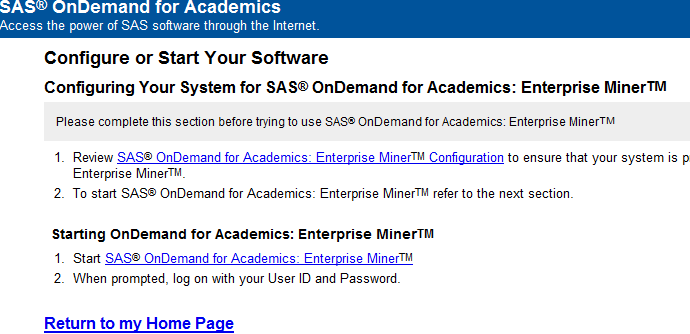 SAS® OnDemand for Academics
Access the power of SAS software through the Internet.
Configure or Start Your Software
Configuring Your System for SAS® OnDemand for Academics: Enterprise Miner™
Please complete this section before trying to use SAS® OnDemand for Academics: Enterprise Miner™
1. Review SAS® OnDemand for Academics: Enterprise Miner™ Configuration to ensure that your system is
Enterprise Miner™.
2. To start SAS® OnDemand for Academics: Enterprise Miner™ refer to the next section.
Starting OnDemand for Academics: Enterprise Miner™
1. Start SAS® OnDemand for Academics: Enterprise Miner™
2. When prompted, log on with your User ID and Password.
Return to my Home Page